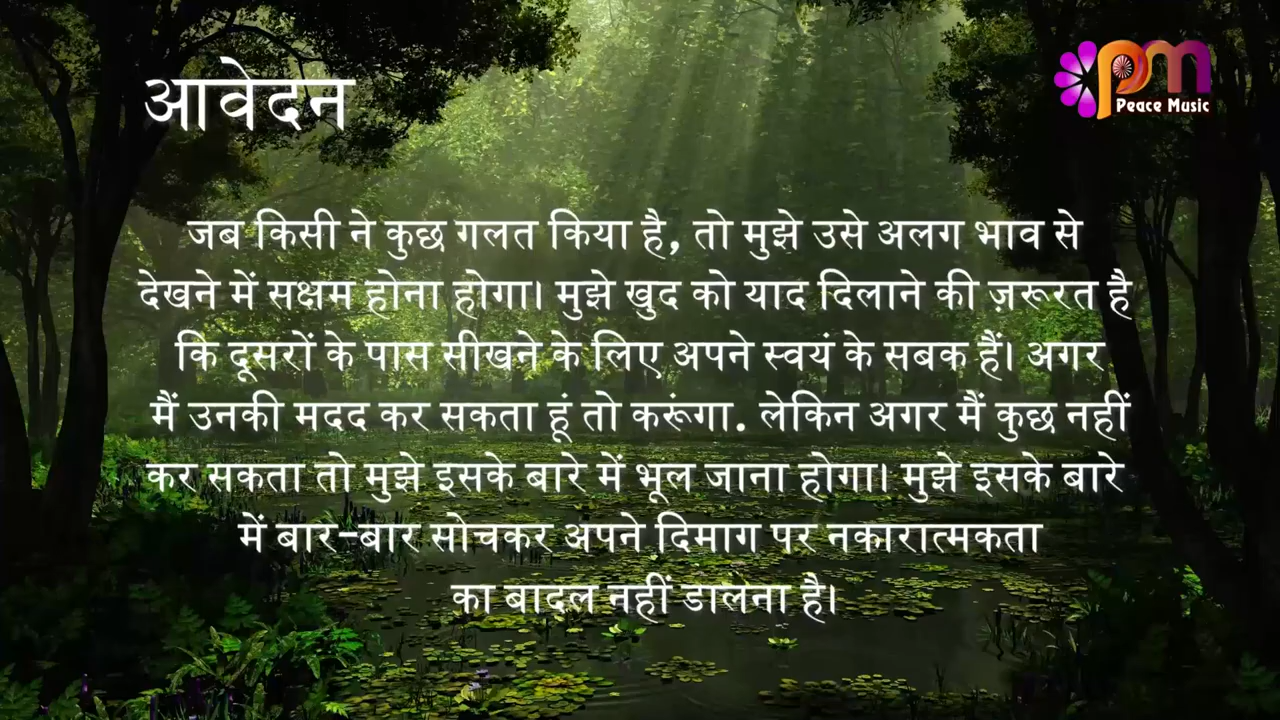 आवेदन
pm
Peace Music
जब किसी ने कुछ गलत किया है, तो मुझे उसे अलग भाव से
देखने में सक्षम होना होगा। मुझे खुद को याद दिलाने की ज़रूरत है
कि दूसरों के पास सीखने के लिए अपने स्वयं के सबक हैं। अगर
मैं उनकी मदद कर सकता हूं तो करूंगा. लेकिन अगर मैं कुछ नहीं
कर सकता तो मुझे इसके बारे में भूल जाना होगा। मुझे इसके बारे
में बार-बार सोचकर अपने दिमाग पर नकारात्मकता
का बादल नहीं डालना है।